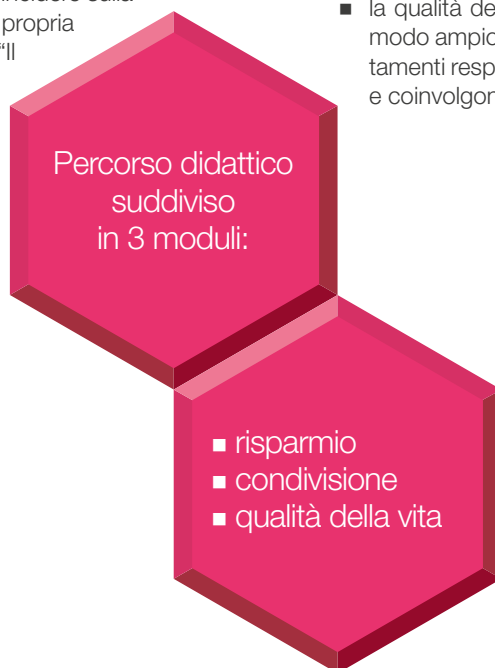 propria
“Il
■ la qualità de
modo ampio
tamenti resp
e coinvolgon
Percorso didattico
suddiviso
in 3 moduli:
■ risparmio
■ condivisione
■ qualità della vita